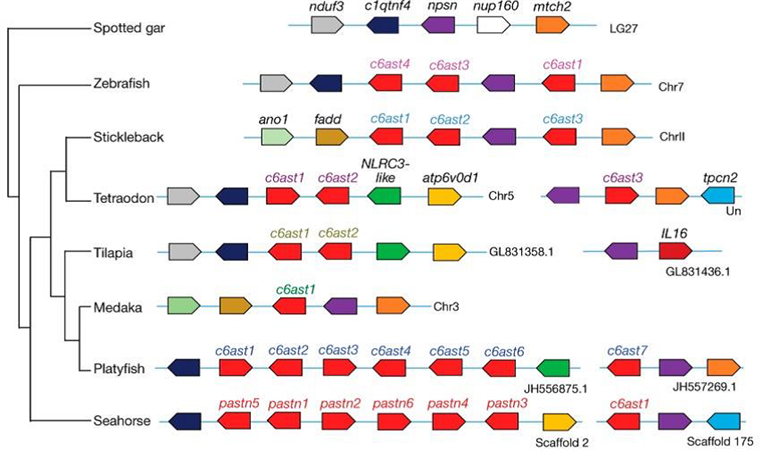 nduf3 c1qtnf4 npsn nup160 mtch2
Spotted gar LG27
c6ast4 c6ast3 c6ast1
Zebrafish Chr7
ano1 fadd c6ast1 c6ast2 c6ast3
Stickleback ChrII
NLRC3-
c6ast1 c6ast2 like atp6v0d1 c6ast3 tpcn2
Tetraodon Chr5 Un
c6ast1 c6ast2 IL16
Tilapia GL831358.1 GL831436.1
c6ast1
Medaka Chr3
c6ast1 c6ast2 c6ast3 c6ast4 c6ast5 c6ast6 c6ast7
Platyfish JH556875.1 JH557269.1
pastn5 pastn1 pastn2 pastn6 pastn4 pastn3 c6ast1
Seahorse Scaffold 2 Scaffold 175